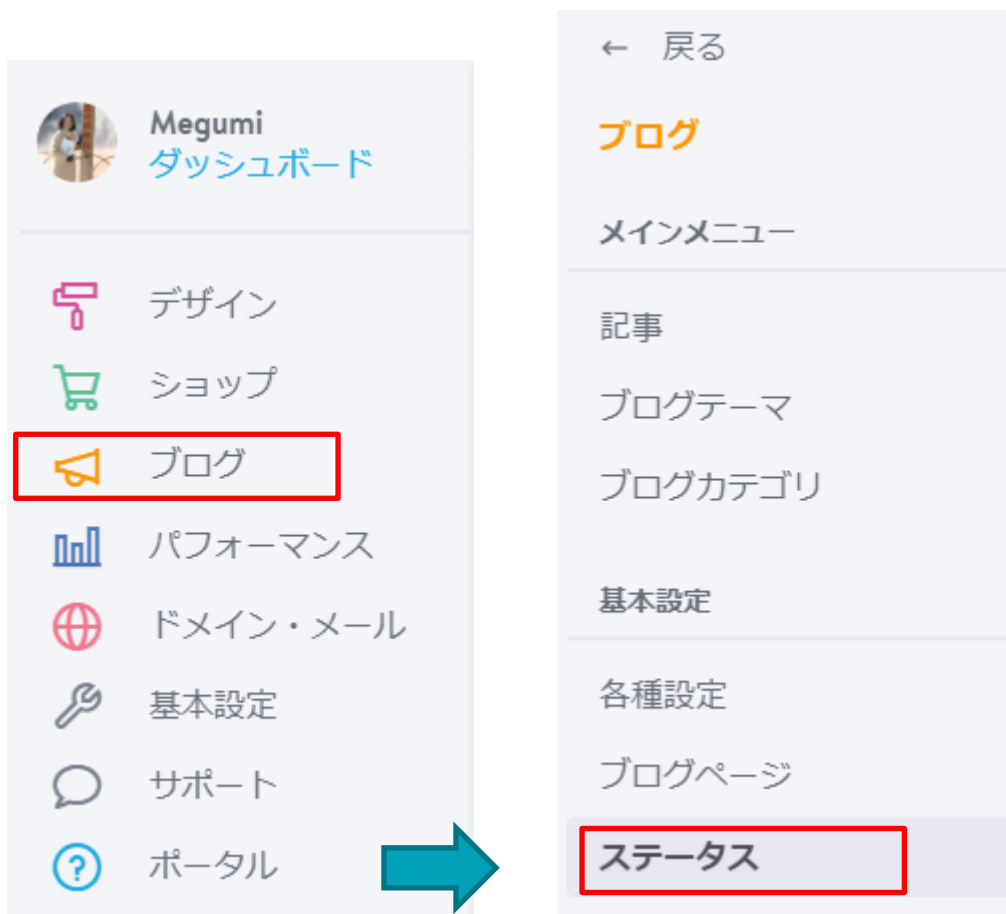 Megumi
ダッシュボード
デザイン
ショップ
ブログ
パフォーマンス
ドメイン・メール
基本設定
サポート
ポータル
← 戻る
ブログ
メインメニュー
記事
ブログテーマ
ブログカテゴリ
基本設定
各種設定
ブログページ
ステータス